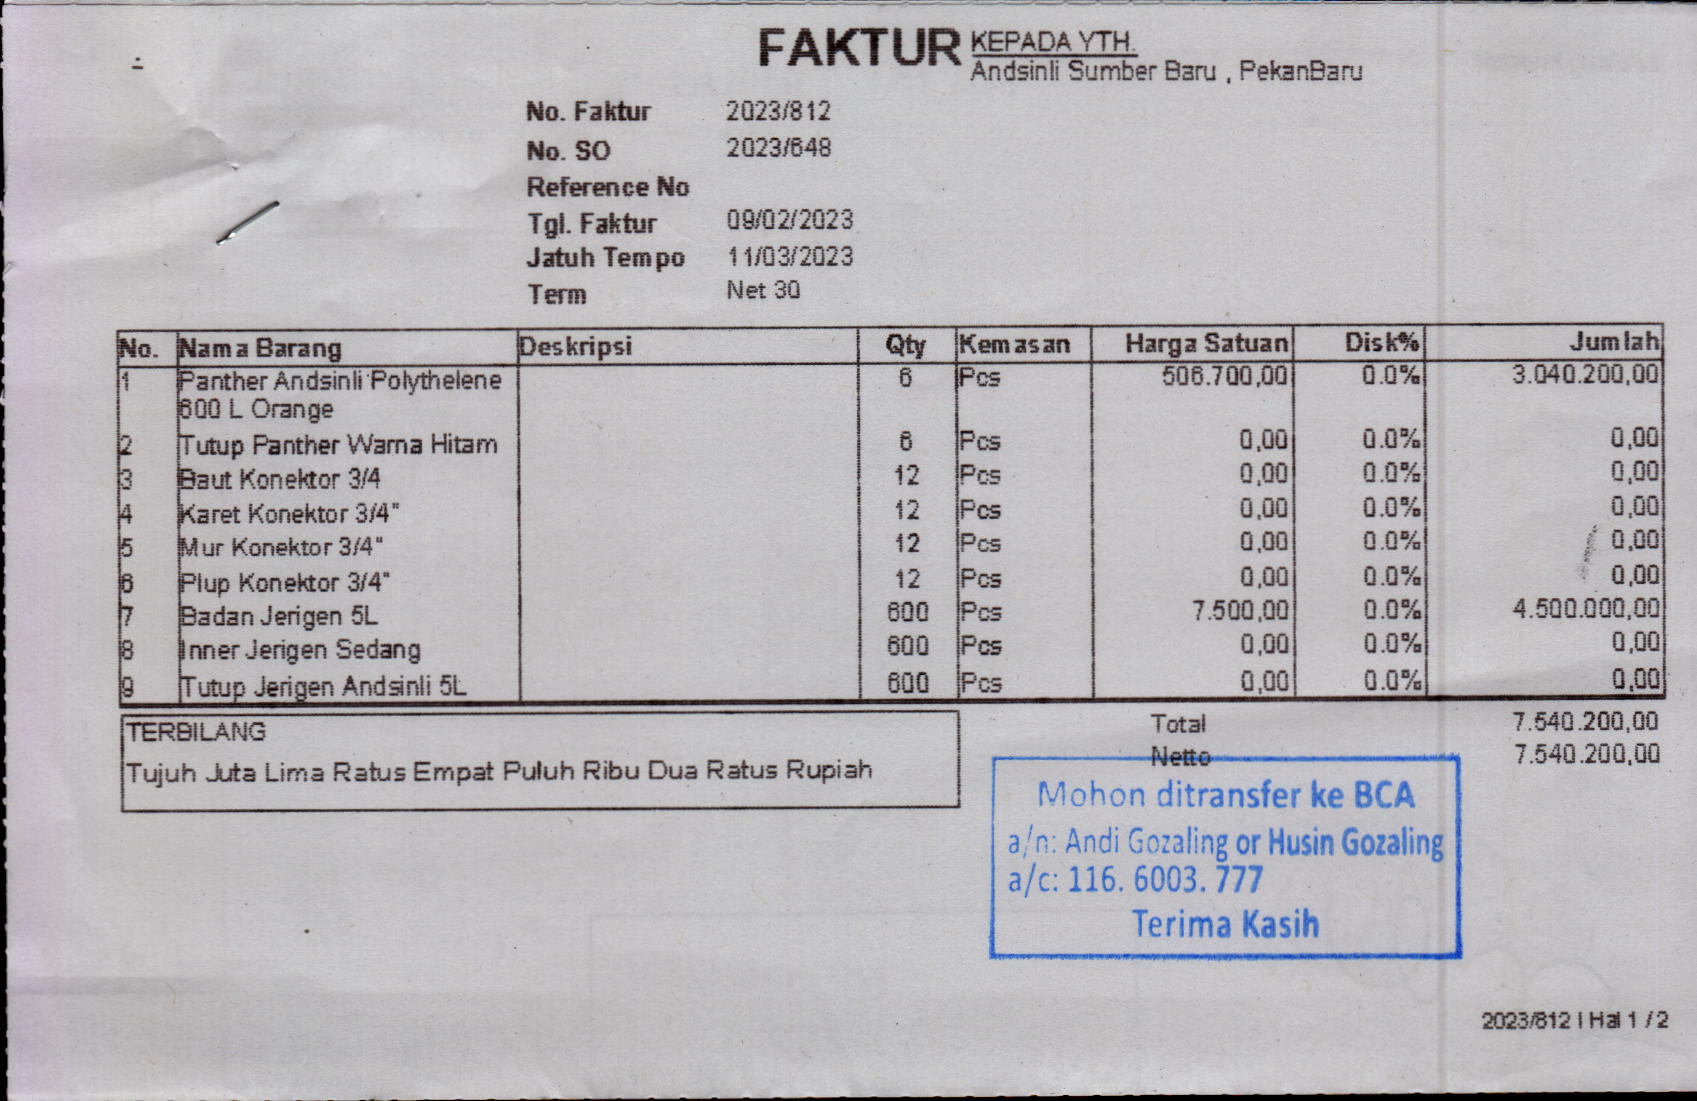 FAKTUR KEPADA YTH.
Andsinli Sumber Baru , PekanBaru
No. Faktur 2023/812
No. SO 2023/648
Reference No
Tgl. Faktur 09/02/2023
Jatuh Tempo 11/03/2023
Term Net 30
No. Nama Barang Deskripsi Qty Kemasan Harga Satuan Disk% Jumlah
1 Panther Andsinli Polythelene 6 Pcs 506.700,00 0.0% 3.040.200,00
600 L Orange
2 Tutup Panther Warna Hitam 6 Pcs 0,00 0.0% 0,00
3 Baut Konektor 3/4 12 Pcs 0,00 0.0% 0,00
4 Karet Konektor 3/4" 12 Pcs 0,00 0.0% 0,00
5 Mur Konektor 3/4" 12 Pcs 0,00 0.0% 0,00
6 Plup Konektor 3/4" 12 Pcs 0,00 0.0% 0,00
7 Badan Jerigen 5L 600 Pcs 7.500,00 0.0% 4.500.000,00
8 Inner Jerigen Sedang 600 Pcs 0,00 0.0% 0,00
9 Tutup Jerigen Andsinli 5L 600 Pcs 0,00 0.0% 0,00
TERBILANG
Tujuh Juta Lima Ratus Empat Puluh Ribu Dua Ratus Rupiah
Total 7.540.200,00
Netto 7.540.200,00
Mohon ditransfer ke BCA
a/n: Andi Gozaling or Husin Gozaling
a/c: 116. 6003. 777
Terima Kasih
2023/812 | Hal 1 / 2